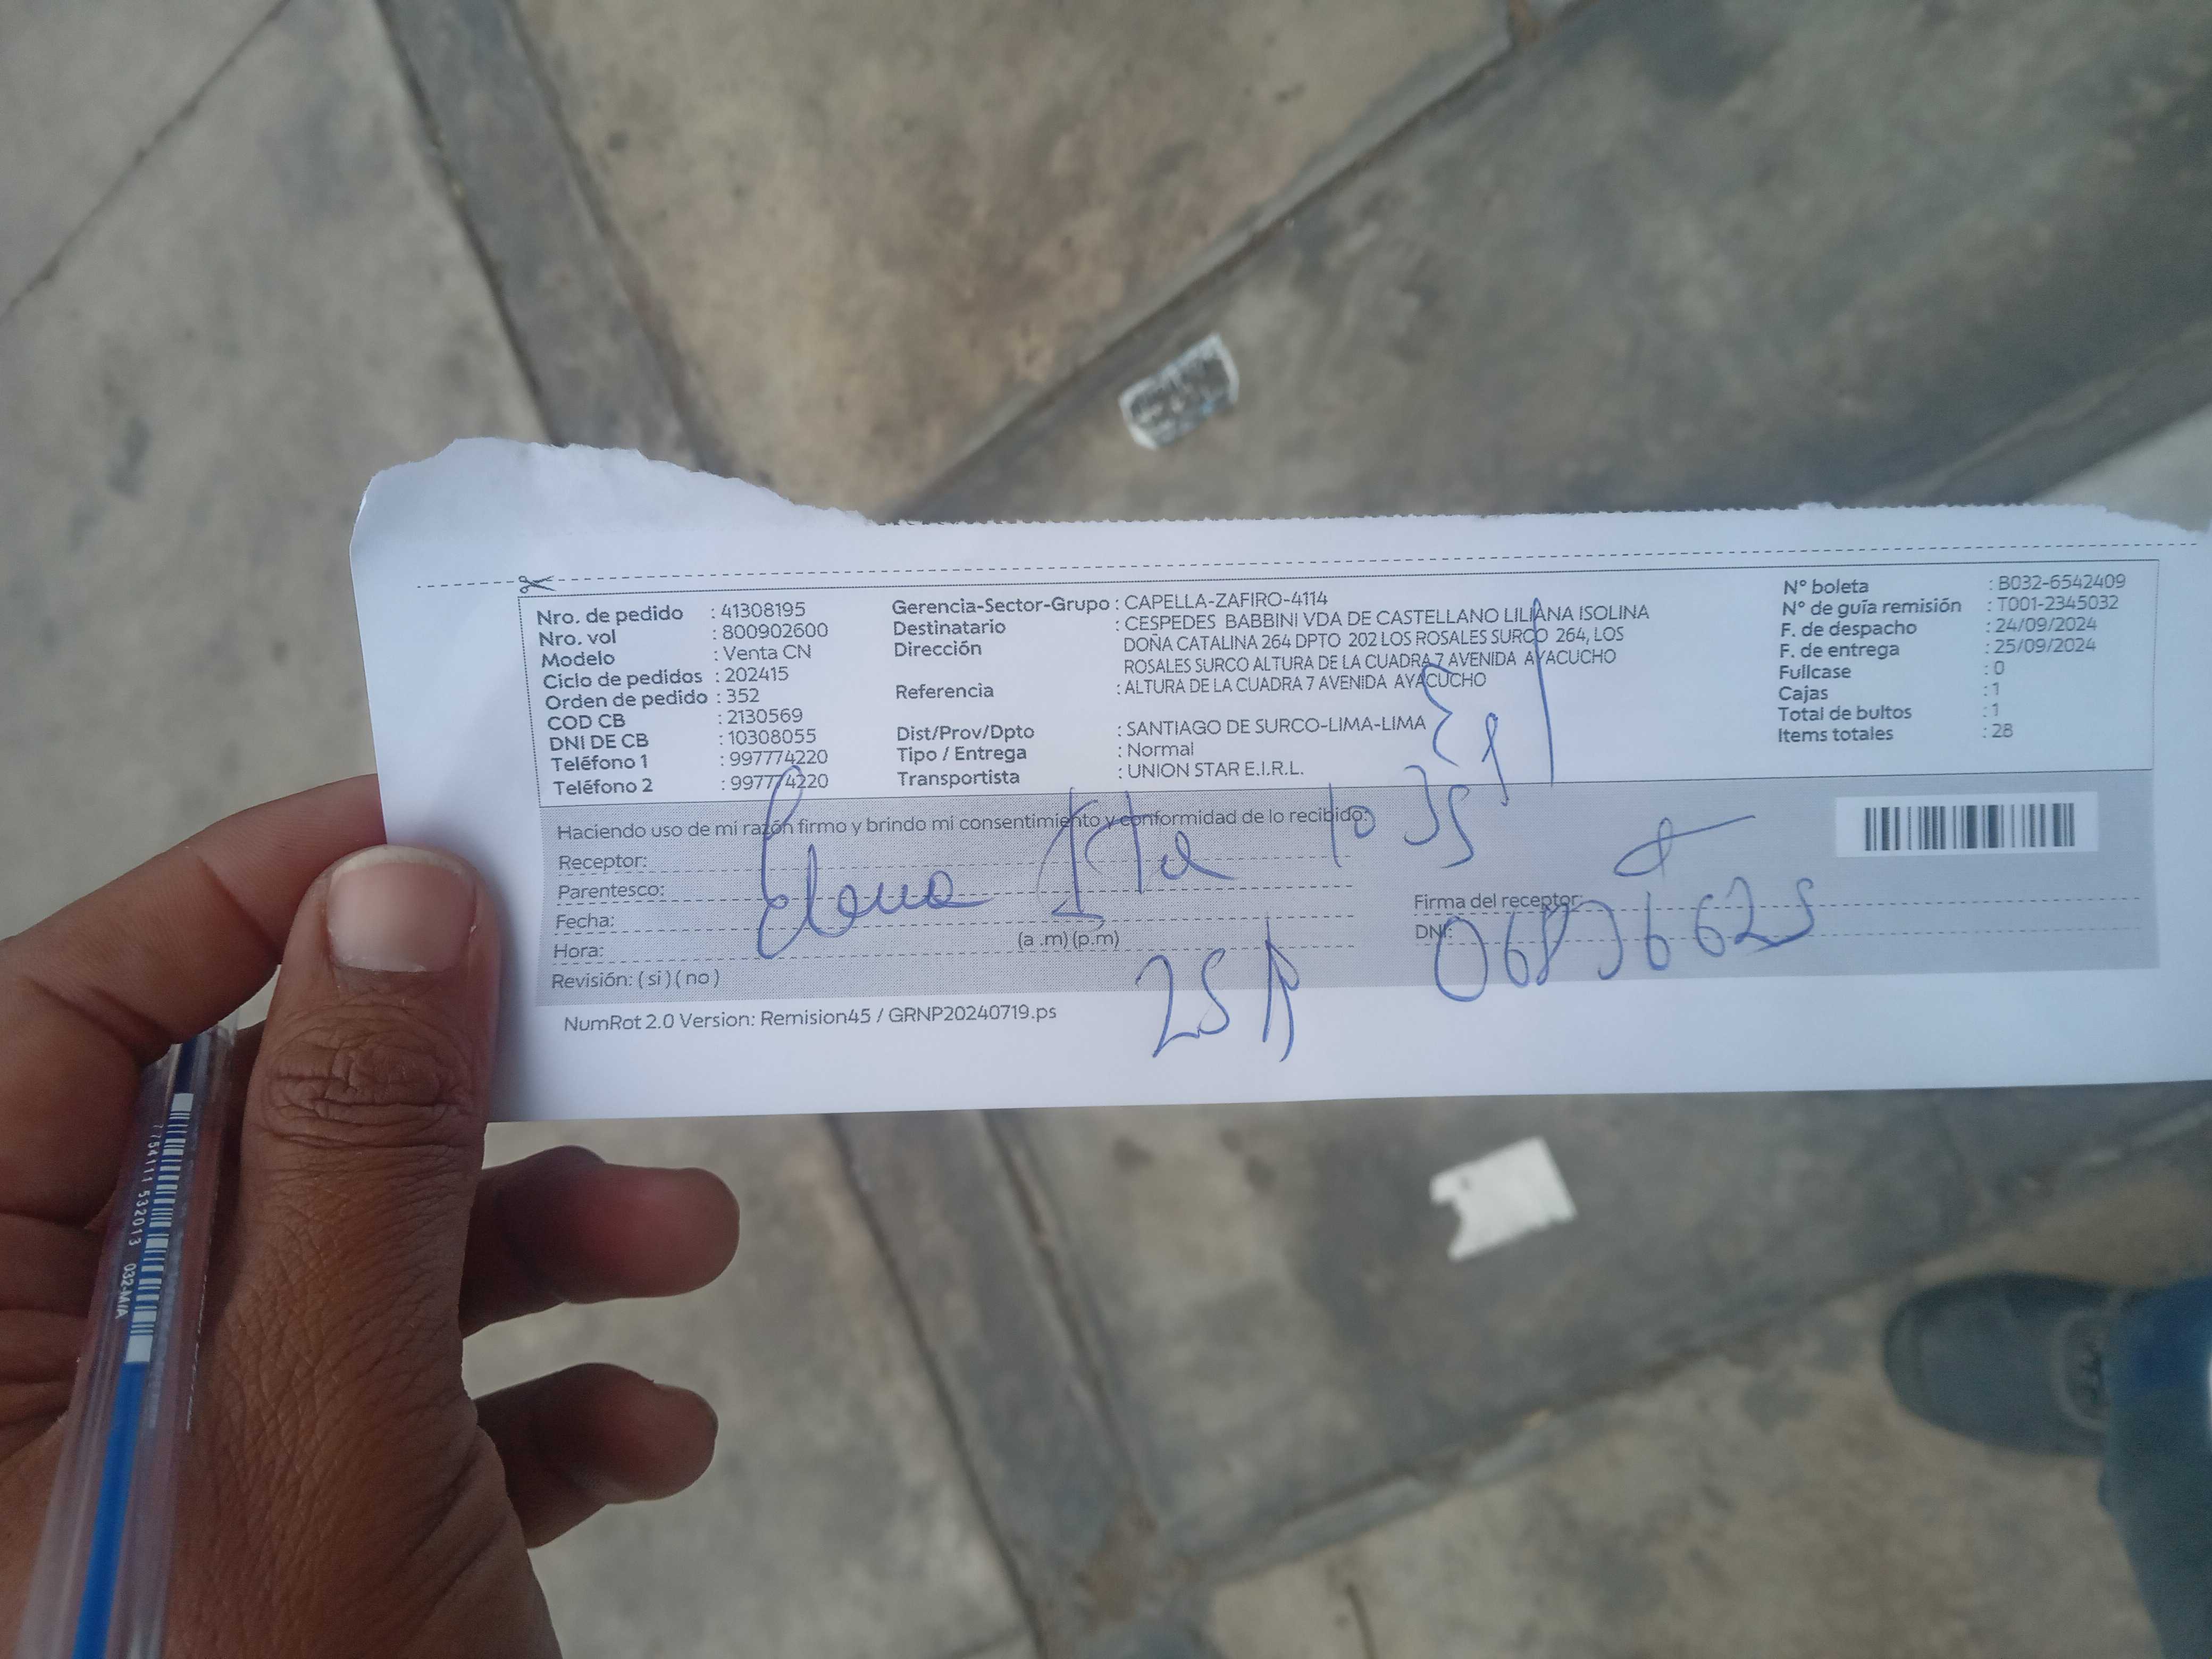 Nro. de pedido : 41308195
Nro. vol : 800902600
Modelo : Venta CN
Ciclo de pedidos : 202415
Orden de pedido : 352
COD CB : 2130569
DNI DE CB : 10308055
Teléfono 1 : 997774220
Teléfono 2 : 997774220
Gerencia-Sector-Grupo : CAPELLA-ZAFIRO-4114
Destinatario : CESPEDES BABBINI VDA DE CASTELLANO LILIANA ISOLINA
Dirección DOÑA CATALINA 264 DPTO 202 LOS ROSALES SURCO 264, LOS
ROSALES SURCO ALTURA DE LA CUADRA 7 AVENIDA AYACUCHO
Referencia : ALTURA DE LA CUADRA 7 AVENIDA AYACUCHO
Dist/Prov/Dpto : SANTIAGO DE SURCO-LIMA-LIMA
Tipo / Entrega : Normal
Transportista : UNION STAR E.I.R.L.
N° boleta : B032-6542409
N° de guía remisión : T001-2345032
F. de despacho : 24/09/2024
F. de entrega : 25/09/2024
Fullcase : 0
Cajas : 1
Total de bultos : 1
Items totales : 28
Haciendo uso de mi razón firmo y brindo mi consentimiento y conformidad de lo recibido:
Receptor:
Parentesco:
Fecha:
Hora: (a .m) (p.m)
Revisión: ( si ) ( no )
Elena
10 35
Firma del receptor:
DNI:
NumRot 2.0 Version: Remision45 / GRNP20240719.ps
7 754111 532013 032-M/A